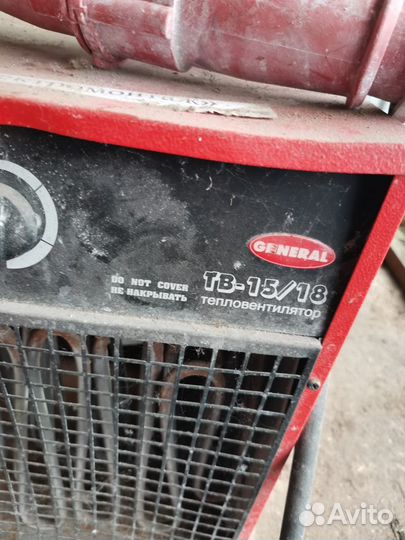 GENERAL
DO NOT COVER
НЕ НАКРЫВАТЬ
ТВ-15/18
тепловентилятор
Avito